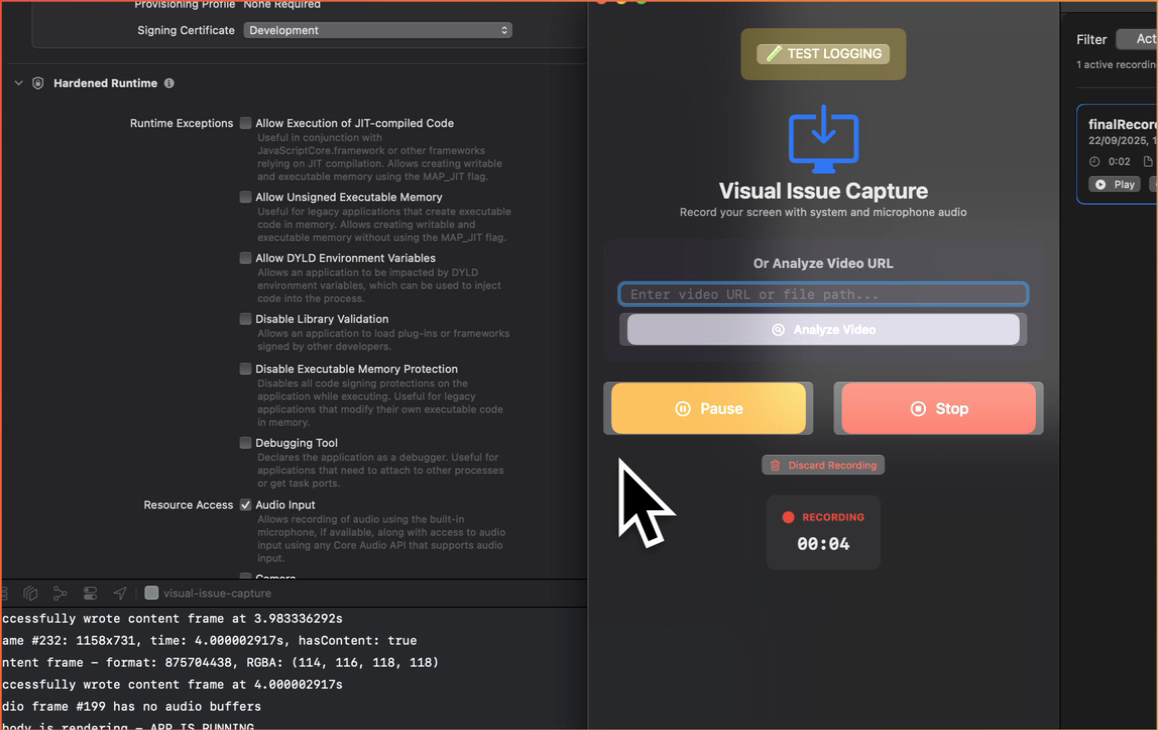 Provisioning Profile None Required
Signing Certificate Development
Hardened Runtime
Runtime Exceptions Allow Execution of JIT-compiled Code
Useful in conjunction with
JavaScriptCore.framework or other frameworks
relying on JIT compilation. Allows creating writable
and executable memory using the MAP_JIT flag.
Allow Unsigned Executable Memory
Useful for legacy applications that create executable
code in memory. Allows creating writable and
executable memory without using the MAP_JIT flag.
Allow DYLD Environment Variables
Allows an application to be impacted by DYLD
environment variables, which can be used to inject
code into the process.
Disable Library Validation
Allows an application to load plug-ins or frameworks
signed by other developers.
Disable Executable Memory Protection
Disables all code signing protections on the
application while executing. Useful for legacy
applications that modify their own executable code
in memory.
Debugging Tool
Declares the application as a debugger. Useful for
applications that need to attach to other processes
or get task ports.
Resource Access Audio Input
Allows recording of audio using the built-in
microphone, if available, along with access to audio
input using any Core Audio API that supports audio
input.
Camera
visual-issue-capture
ccessfully wrote content frame at 3.983336292s
ame #232: 1158x731, time: 4.000002917s, hasContent: true
ntent frame – format: 875704438, RGBA: (114, 116, 118, 118)
ccessfully wrote content frame at 4.000002917s
dio frame #199 has no audio buffers
body is rendering – APP IS RUNNING
TEST LOGGING
Visual Issue Capture
Record your screen with system and microphone audio
Or Analyze Video URL
Enter video URL or file path...
Analyze Video
Pause
Stop
Discard Recording
RECORDING
00:04
Filter Act
1 active recordin
finalRecor
22/09/2025, 1
0:02
Play